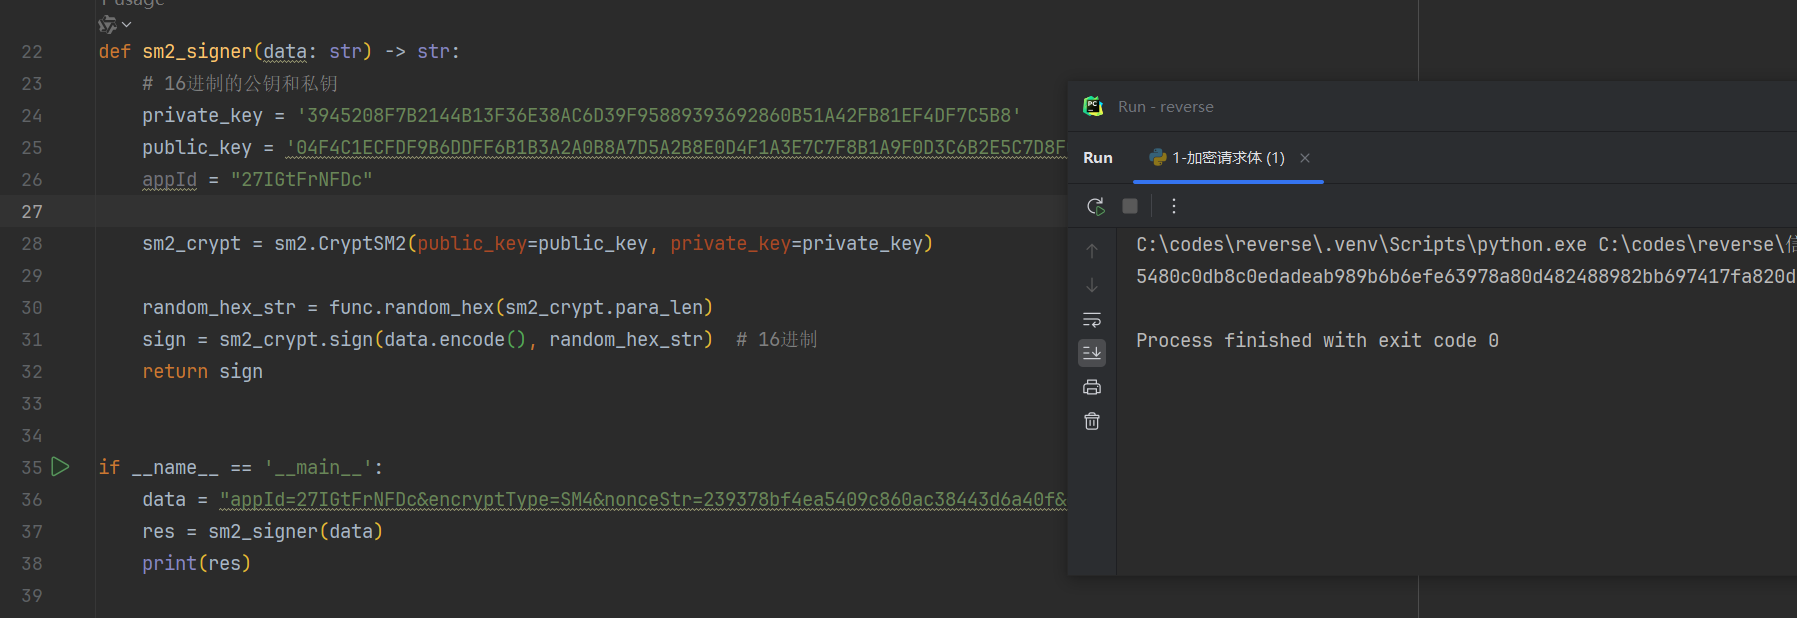 1 usage
22 def sm2_signer(data: str) -> str:
23 # 16进制的公钥和私钥
24 private_key = '3945208F7B2144B13F36E38AC6D39F95889393692860B51A42FB81EF4DF7C5B8'
25 public_key = '04F4C1ECFDF9B6DDFF6B1B3A2A0B8A7D5A2B8E0D4F1A3E7C7F8B1A9F0D3C6B2E5C7D8F
26 appId = "27IGtFrNFDc"
27
28 sm2_crypt = sm2.CryptSM2(public_key=public_key, private_key=private_key)
29
30 random_hex_str = func.random_hex(sm2_crypt.para_len)
31 sign = sm2_crypt.sign(data.encode(), random_hex_str) # 16进制
32 return sign
33
34
35 if __name__ == '__main__':
36 data = "appId=27IGtFrNFDc&encryptType=SM4&nonceStr=239378bf4ea5409c860ac38443d6a40f&
37 res = sm2_signer(data)
38 print(res)
39
PC
Run - reverse
Run 1-加密请求体 (1)
C:\codes\reverse\.venv\Scripts\python.exe C:\codes\reverse\信
5480c0db8c0edadeab989b6b6efe63978a80d482488982bb697417fa820d
Process finished with exit code 0